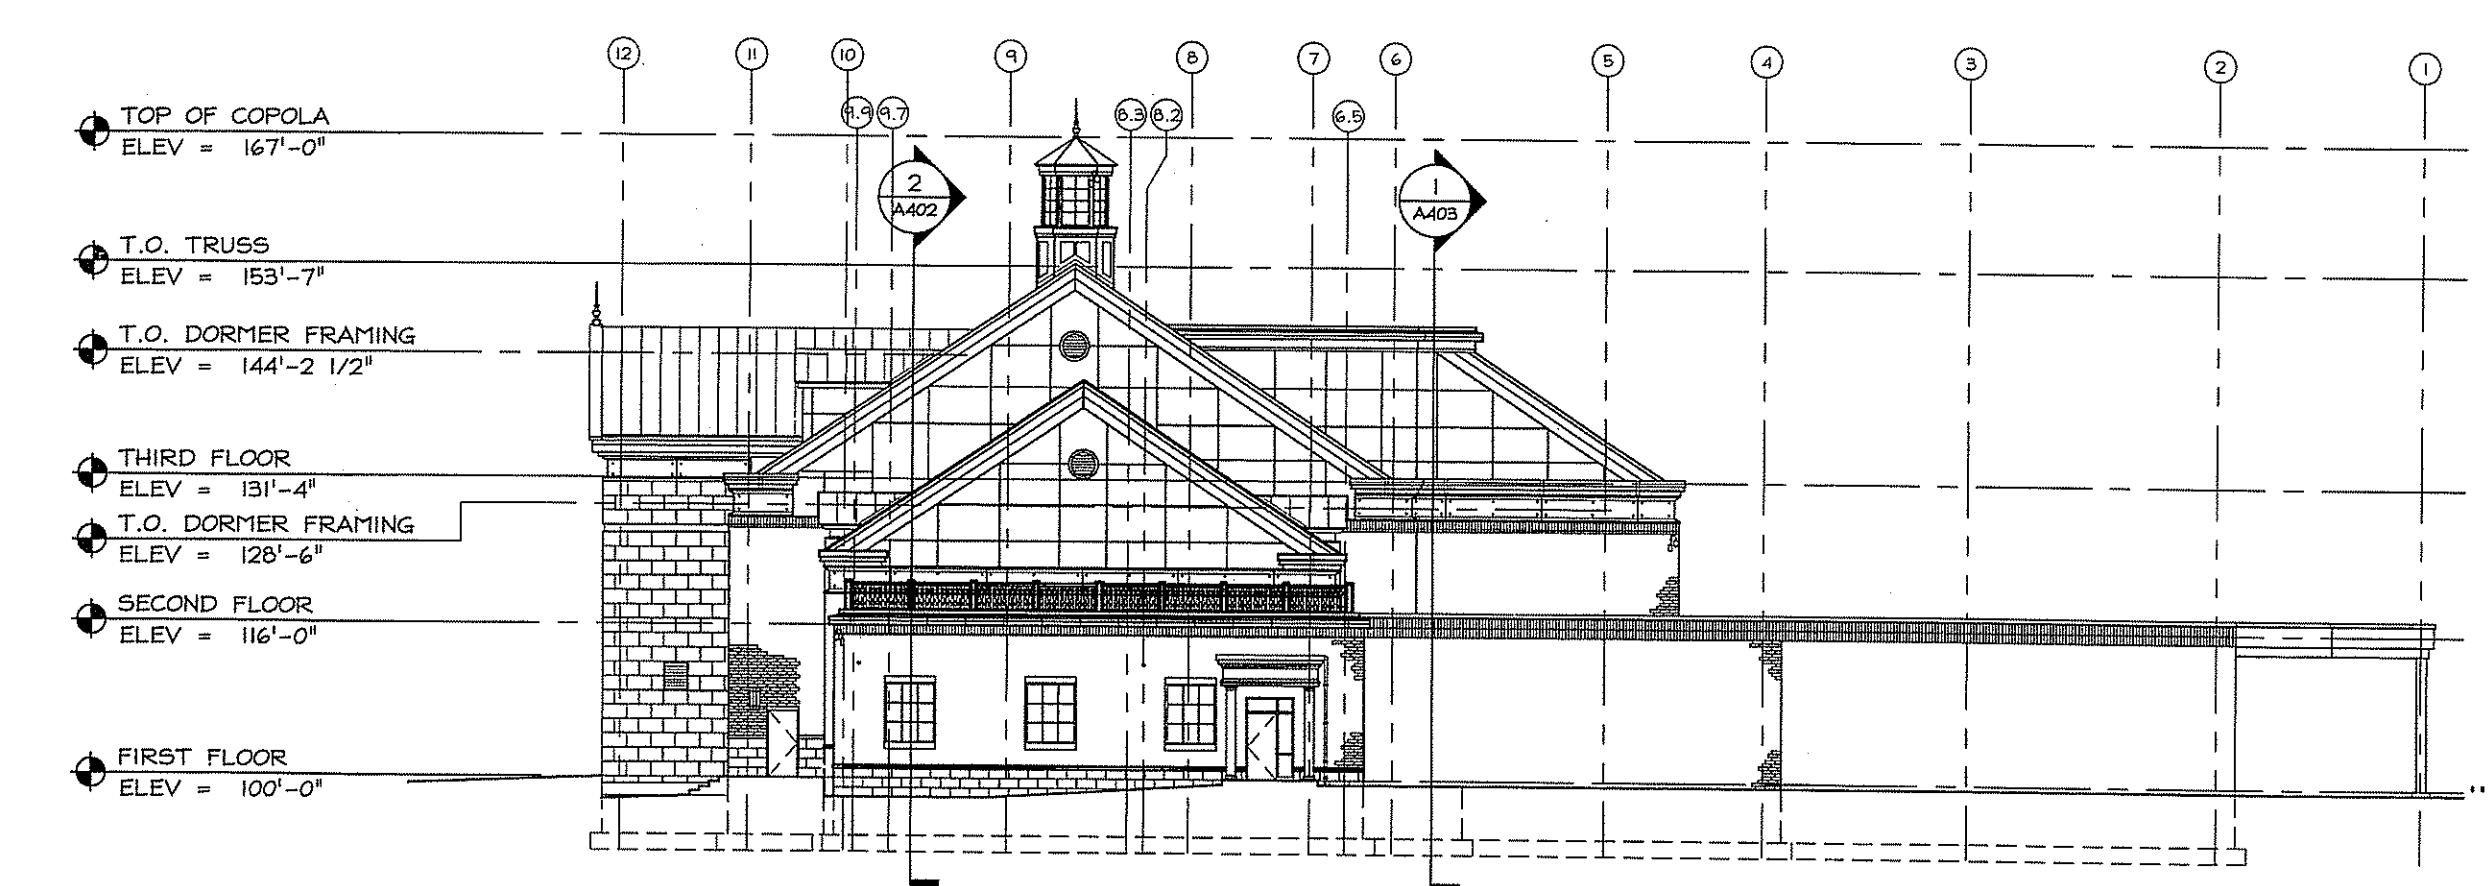 12 11 10 9 8 7 6 5 4 3 2 1
9.9 9.7 8.3 8.2 6.5
TOP OF COPOLA
ELEV = 167'-0"
2
A402
1
A403
T.O. TRUSS
ELEV = 153'-7"
T.O. DORMER FRAMING
ELEV = 144'-2 1/2"
THIRD FLOOR
ELEV = 131'-4"
T.O. DORMER FRAMING
ELEV = 128'-6"
SECOND FLOOR
ELEV = 116'-0"
FIRST FLOOR
ELEV = 100'-0"